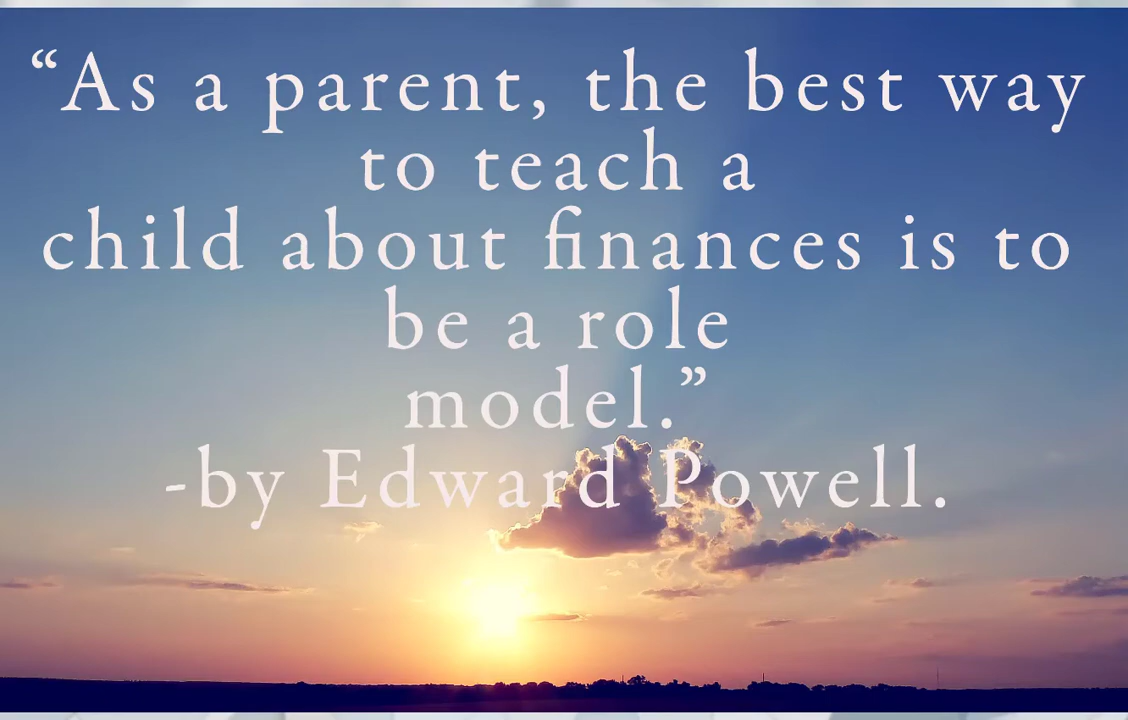 “As a parent, the best way
to teach a
child about finances is to
be a role
model.”
-by Edward Powell.